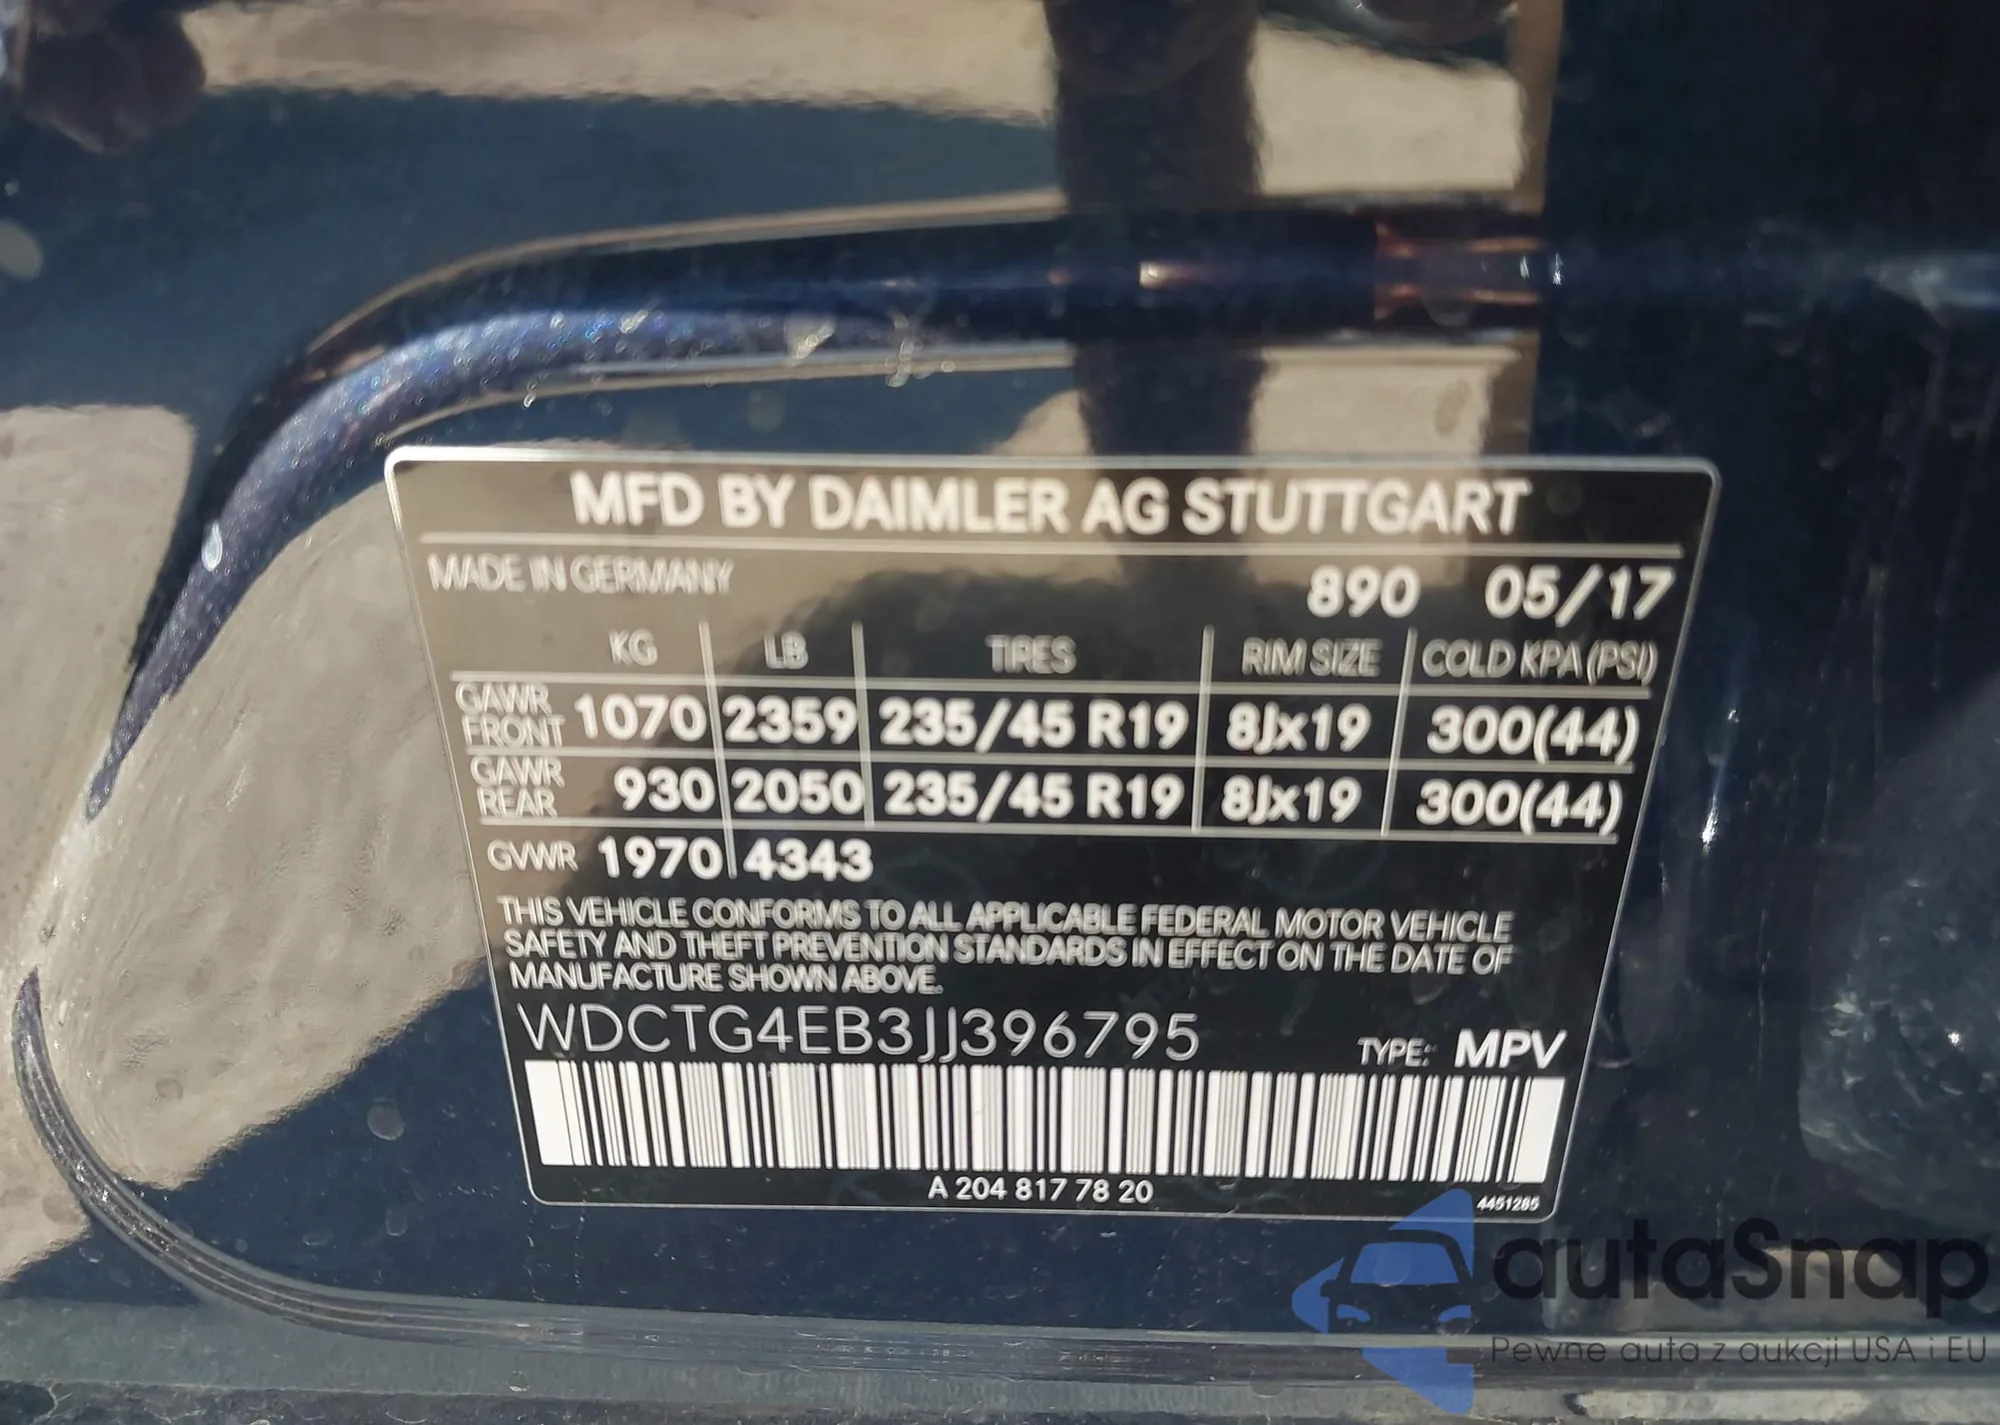 MFD BY DAIMLER AG STUTTGART
MADE IN GERMANY 890 05/17
KG LB TIRES RIM SIZE COLD KPA (PSI)
GAWR FRONT 1070 2359 235/45 R19 8Jx19 300(44)
GAWR REAR 930 2050 235/45 R19 8Jx19 300(44)
GVWR 1970 4343
THIS VEHICLE CONFORMS TO ALL APPLICABLE FEDERAL MOTOR VEHICLE
SAFETY AND THEFT PREVENTION STANDARDS IN EFFECT ON THE DATE OF
MANUFACTURE SHOWN ABOVE.
WDCTG4EB3JJ396795 TYPE: MPV
A 204 817 78 20 4451285
autaSnap
Pewne auta z aukcji USA i EU